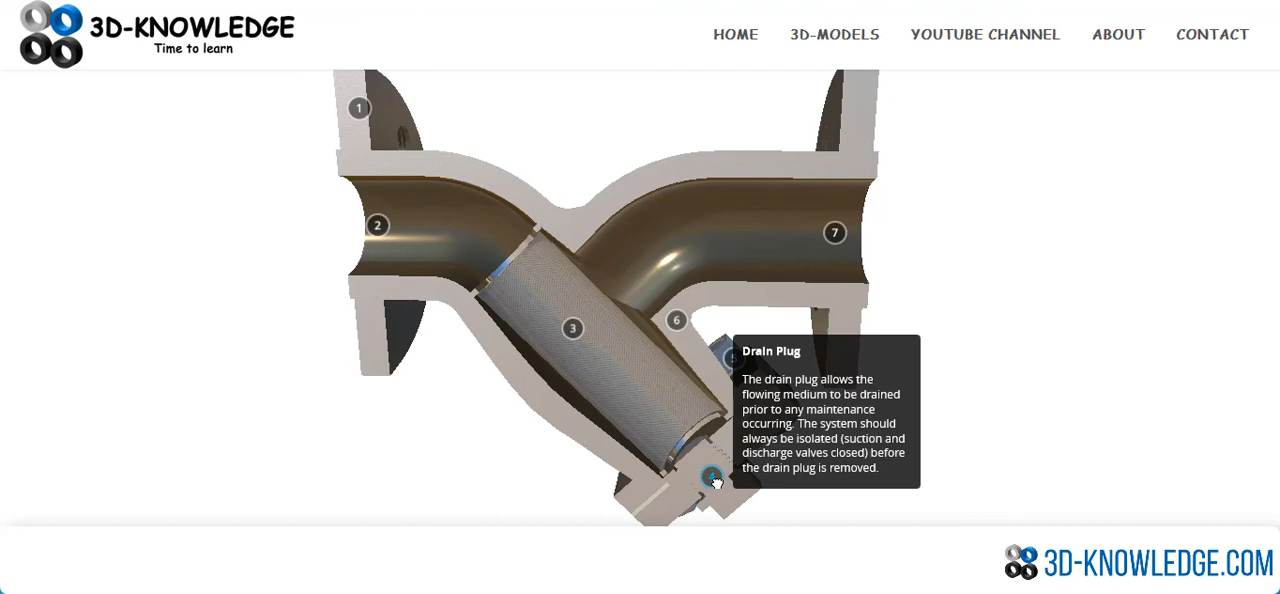 3D-KNOWLEDGE
Time to learn
HOME 3D-MODELS YOUTUBE CHANNEL ABOUT CONTACT
1
2
7
3
6
5
Drain Plug
The drain plug allows the
flowing medium to be drained
prior to any maintenance
occurring. The system should
always be isolated (suction and
discharge valves closed) before
the drain plug is removed.
3D-KNOWLEDGE.COM